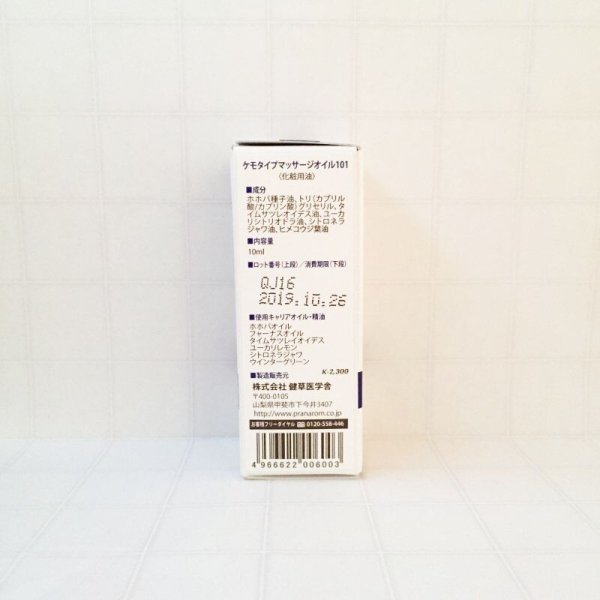 ケモタイプマッサージオイル101
(化粧用油)
■成分
ホホバ種子油、トリ(カプリル
酸/カプリン酸)グリセリル、タ
イムサツレオイデス油、ユーカ
リシトリオドラ油、シトロネラ
ジャワ油、ヒメコウジ葉油
■内容量
10ml
■ロット番号(上段)/消費期限(下段)
QJ16
2019.10.26
■使用キャリアオイル・精油
ホホバオイル
ファーナスオイル
タイムサツレイオイデス
ユーカリレモン
シトロネラジャワ
ウインターグリーン
K-2,300
■製造販売元
株式会社 健草医学舎
〒400-0105
山梨県甲斐市下今井3407
http://www.pranarom.co.jp
お客様フリーダイヤル 0120-558-446
4 966622 006003